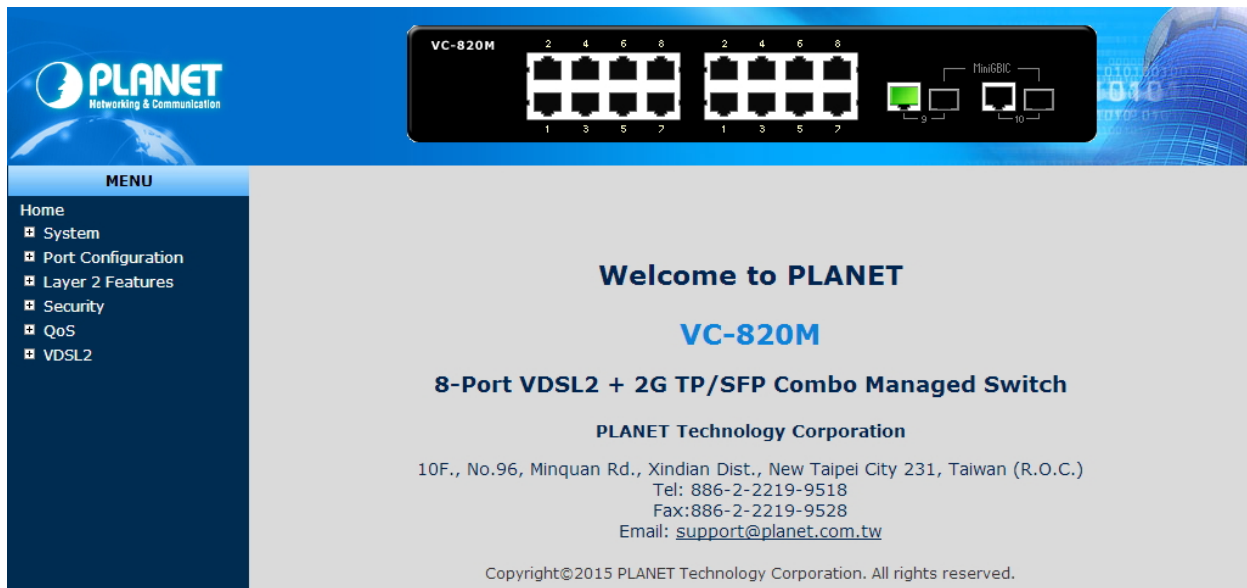 PLANET
Networking & Communication
VC-820M
2 4 6 8 2 4 6 8
MiniGBIC
1 3 5 7 1 3 5 7
9 10
MENU
Home
System
Port Configuration
Layer 2 Features
Security
QoS
VDSL2
Welcome to PLANET
VC-820M
8-Port VDSL2 + 2G TP/SFP Combo Managed Switch
PLANET Technology Corporation
10F., No.96, Minquan Rd., Xindian Dist., New Taipei City 231, Taiwan (R.O.C.)
Tel: 886-2-2219-9518
Fax:886-2-2219-9528
Email: support@planet.com.tw
Copyright©2015 PLANET Technology Corporation. All rights reserved.